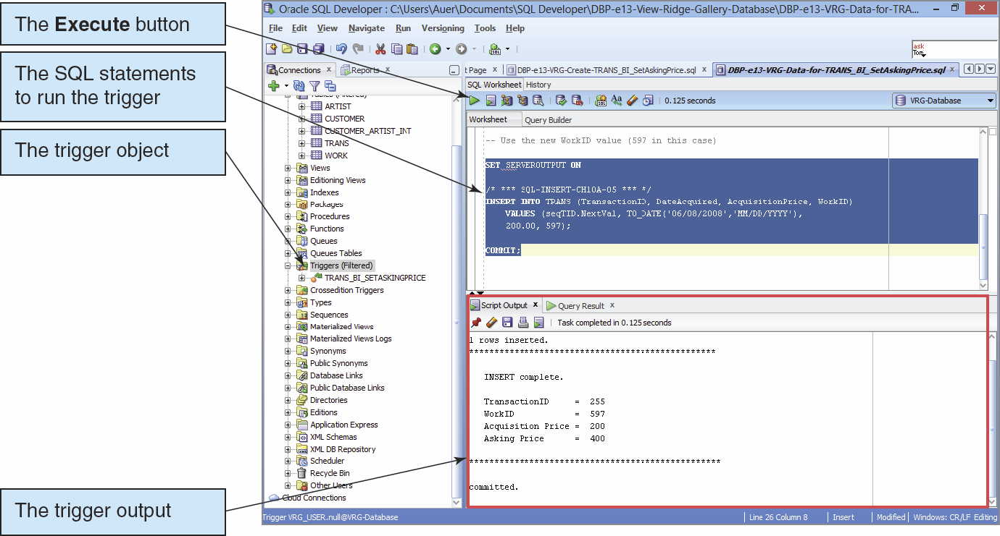 The Execute button
The SQL statements
to run the trigger
The trigger object
The trigger output
Oracle SQL Developer : C:\Users\Auer\Documents\SQL Developer\DBP-e13-View-Ridge-Gallery-Database\DBP-e13-VRG-Data-for-TRA...
File Edit View Navigate Run Versioning Tools Help
ask
Tom
Connections x Reports x
t Page x DBP-e13-VRG-Create-TRANS_BI_SetAskingPrice.sql x DBP-e13-VRG-Data-for-TRANS_BI_SetAskingPrice.sql x
Tables (Filtered)
ARTIST
CUSTOMER
CUSTOMER_ARTIST_INT
TRANS
WORK
Views
Editioning Views
Indexes
Packages
Procedures
Functions
Queues
Queues Tables
Triggers (Filtered)
TRANS_BI_SETASKINGPRICE
Crossedition Triggers
Types
Sequences
Materialized Views
Materialized Views Logs
Synonyms
Public Synonyms
Database Links
Public Database Links
Directories
Editions
Application Express
XML Schemas
XML DB Repository
Scheduler
Recycle Bin
Other Users
Cloud Connections
SQL Worksheet History
0.125 seconds
VRG-Database
Worksheet Query Builder
-- Use the new WorkID value (597 in this case)
SET SERVEROUTPUT ON
/* *** SQL-INSERT-CH10A-05 *** */
INSERT INTO TRANS (TransactionID, DateAcquired, AcquisitionPrice, WorkID)
VALUES (seqTID.NextVal, TO_DATE('06/08/2008','MM/DD/YYYY'),
200.00, 597);
COMMIT;
Script Output x Query Result x
Task completed in 0.125 seconds
1 rows inserted.
*************************************************
INSERT complete.
TransactionID = 255
WorkID = 597
Acquisition Price = 200
Asking Price = 400
**************************************************
committed.
Trigger VRG_USER.null@VRG-Database
Line 26 Column 8 Insert Modified Windows: CR/LF Editing